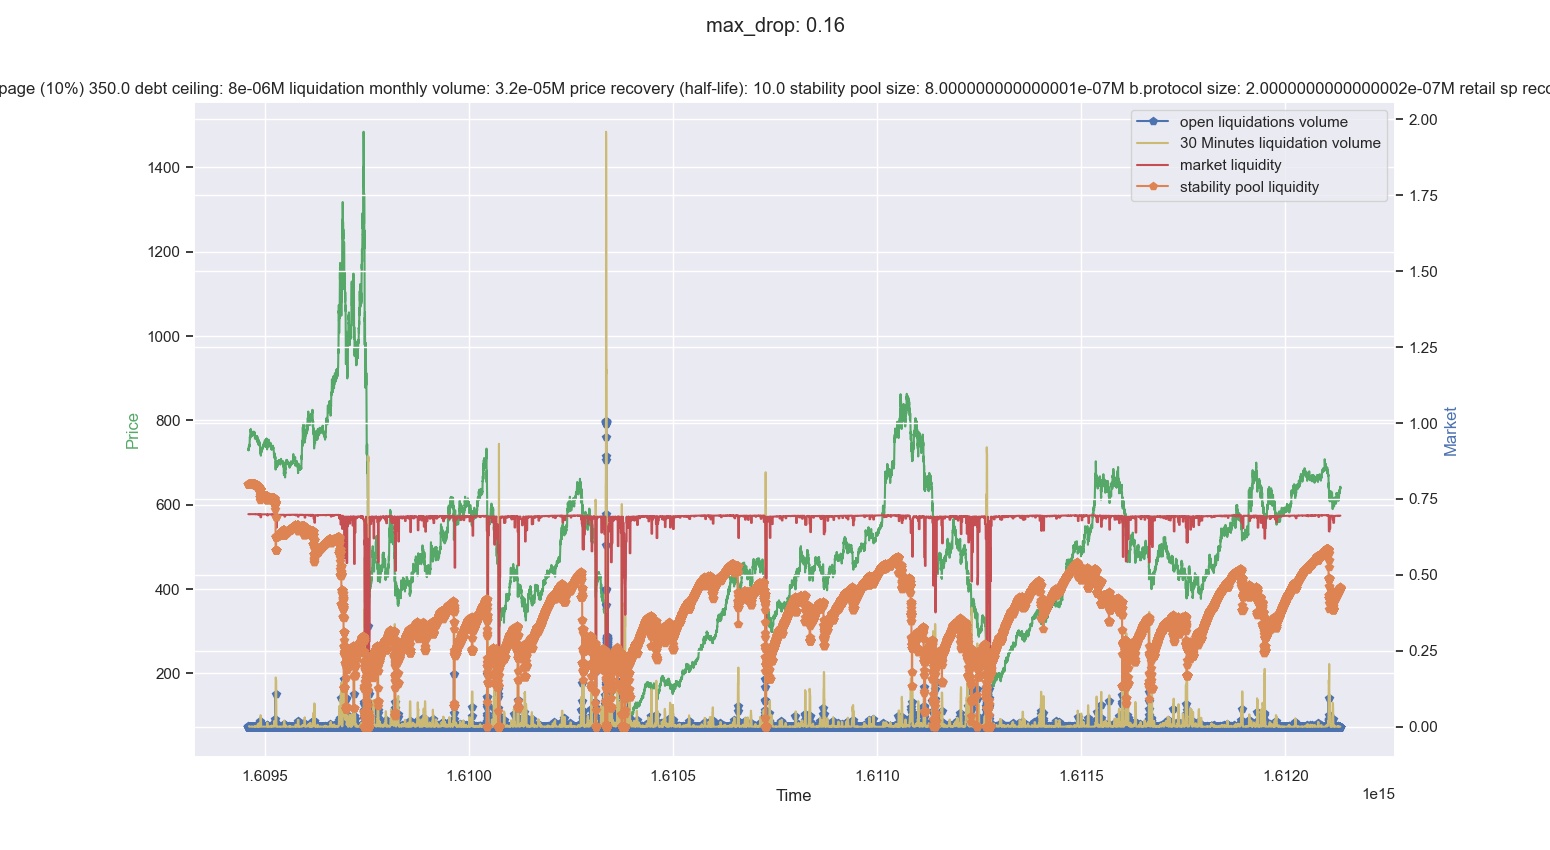 max_drop: 0.16
page (10%) 350.0 debt ceiling: 8e-06M liquidation monthly volume: 3.2e-05M price recovery (half-life): 10.0 stability pool size: 8.000000000000001e-07M b.protocol size: 2.0000000000000002e-07M retail sp reco
open liquidations volume
30 Minutes liquidation volume
market liquidity
stability pool liquidity
1400
1200
1000
800
600
400
200
Price
2.00
1.75
1.50
1.25
1.00
0.75
0.50
0.25
0.00
Market
1.6095 1.6100 1.6105 1.6110 1.6115 1.6120
Time
1e15